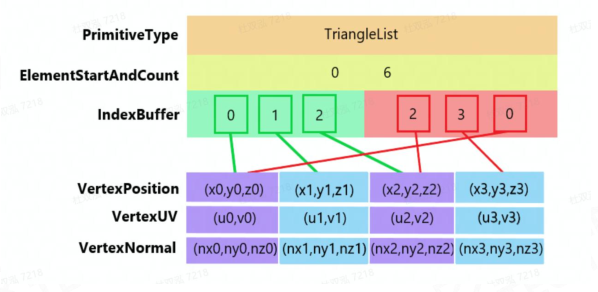 PrimitiveType TriangleList
ElementStartAndCount 0 6
IndexBuffer 0 1 2 2 3 0
VertexPosition (x0,y0,z0) (x1,y1,z1) (x2,y2,z2) (x3,y3,z3)
VertexUV (u0,v0) (u1,v1) (u2,v2) (u3,v3)
VertexNormal (nx0,ny0,nz0) (nx1,ny1,nz1) (nx2,ny2,nz2) (nx3,ny3,nz3)